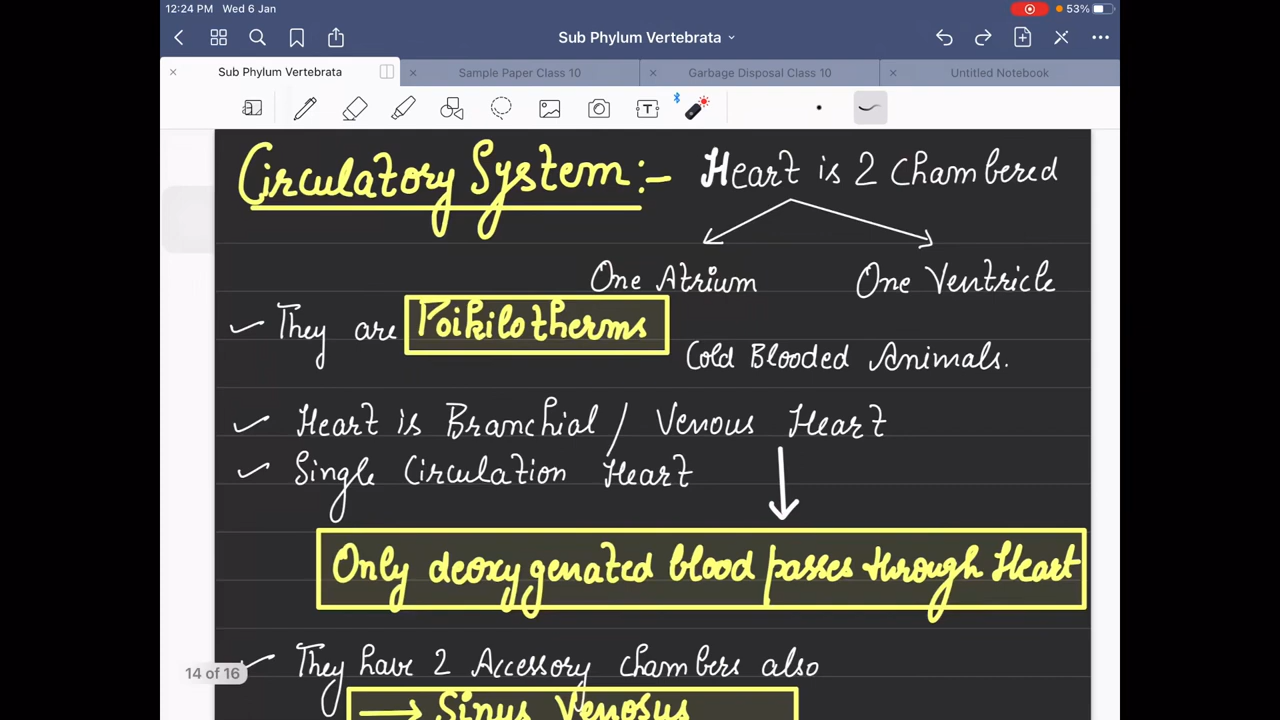 12:24 PM Wed 6 Jan
53%
Sub Phylum Vertebrata
Sub Phylum Vertebrata
Sample Paper Class 10
Garbage Disposal Class 10
Untitled Notebook
Circulatory System :-
Heart is 2 Chambered
One Atrium
One Ventricle
They are Poikilotherms
Cold Blooded Animals.
Heart is Branchial / Venous Heart
Single Circulation Heart
Only deoxygenated blood passes through Heart
They have 2 Accessory chambers also
14 of 16
→ Sinus Venosus